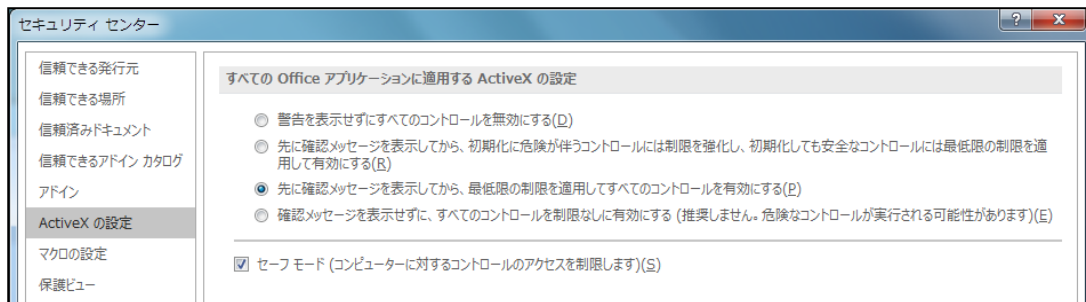 セキュリティ センター
信頼できる発行元
信頼できる場所
信頼済みドキュメント
信頼できるアドイン カタログ
アドイン
ActiveX の設定
マクロの設定
保護ビュー
すべての Office アプリケーションに適用する ActiveX の設定
警告を表示せずにすべてのコントロールを無効にする(D)
先に確認メッセージを表示してから、初期化に危険が伴うコントロールには制限を強化し、初期化しても安全なコントロールには最低限の制限を適
用して有効にする(R)
先に確認メッセージを表示してから、最低限の制限を適用してすべてのコントロールを有効にする(P)
確認メッセージを表示せずに、すべてのコントロールを制限なしに有効にする (推奨しません。危険なコントロールが実行される可能性があります)(E)
セーフ モード (コンピューターに対するコントロールのアクセスを制限します)(S)